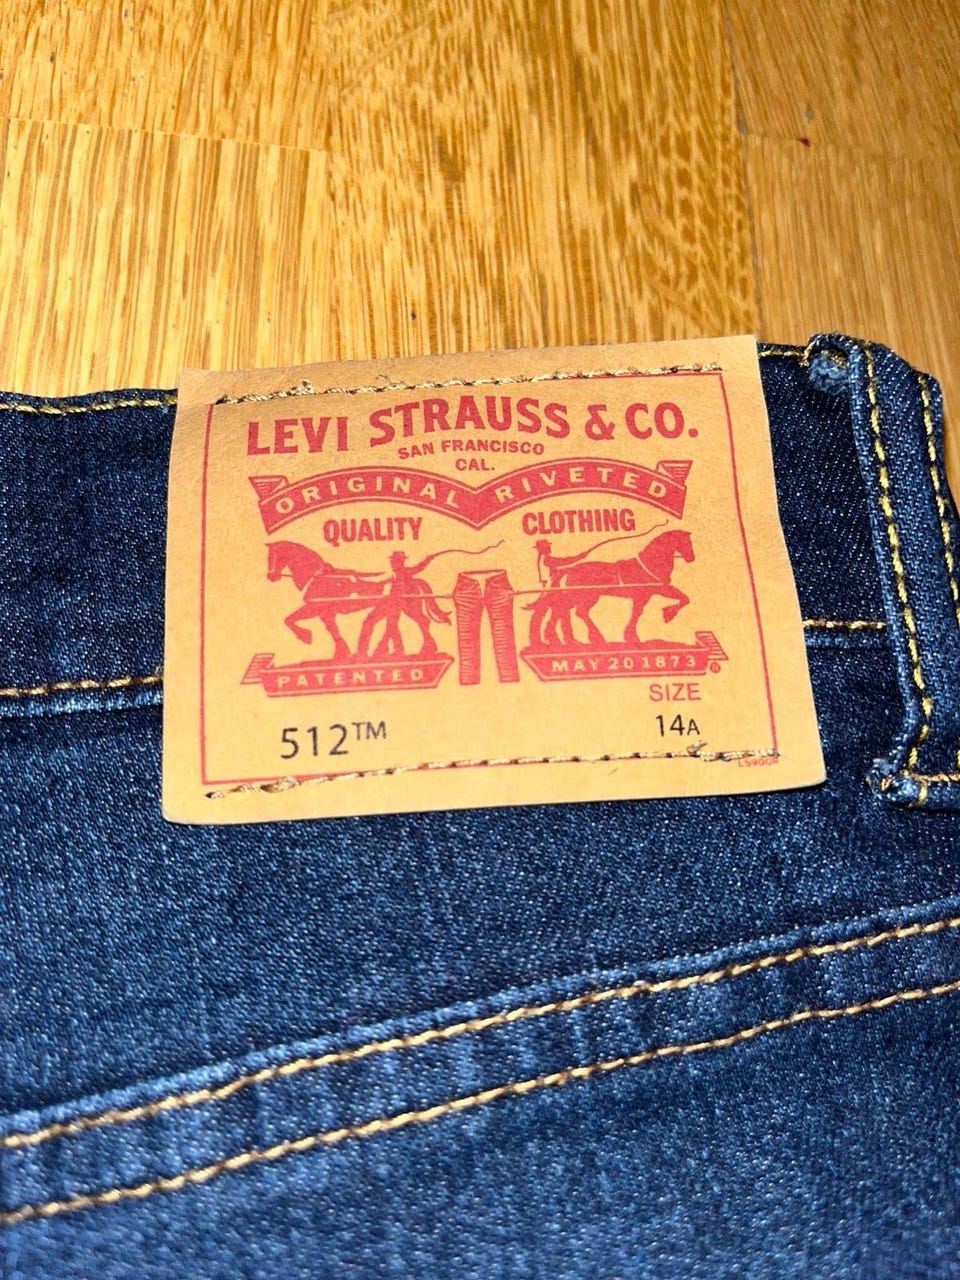 LEVI STRAUSS & CO.
SAN FRANCISCO
CAL.
ORIGINAL RIVETED
QUALITY CLOTHING
PATENTED MAY 20 1873 ®
SIZE
512™ 14A